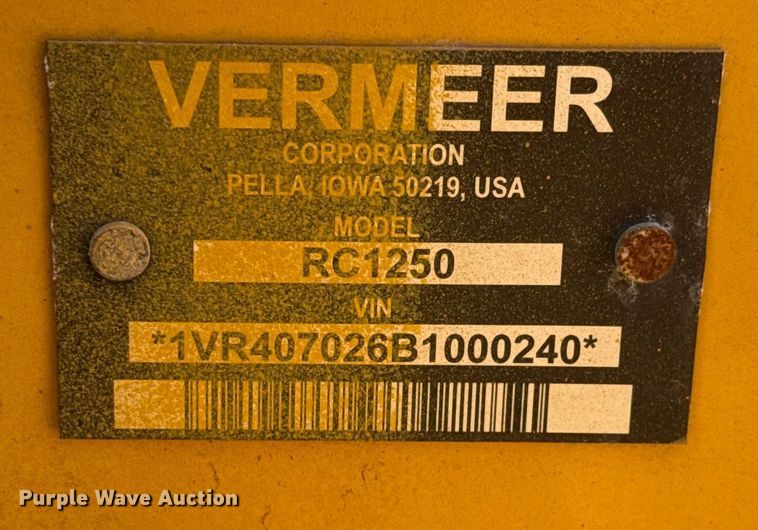 VERMEER
CORPORATION
PELLA, IOWA 50219, USA
MODEL
RC1250
VIN
*1VR407026B1000240*
Purple Wave Auction